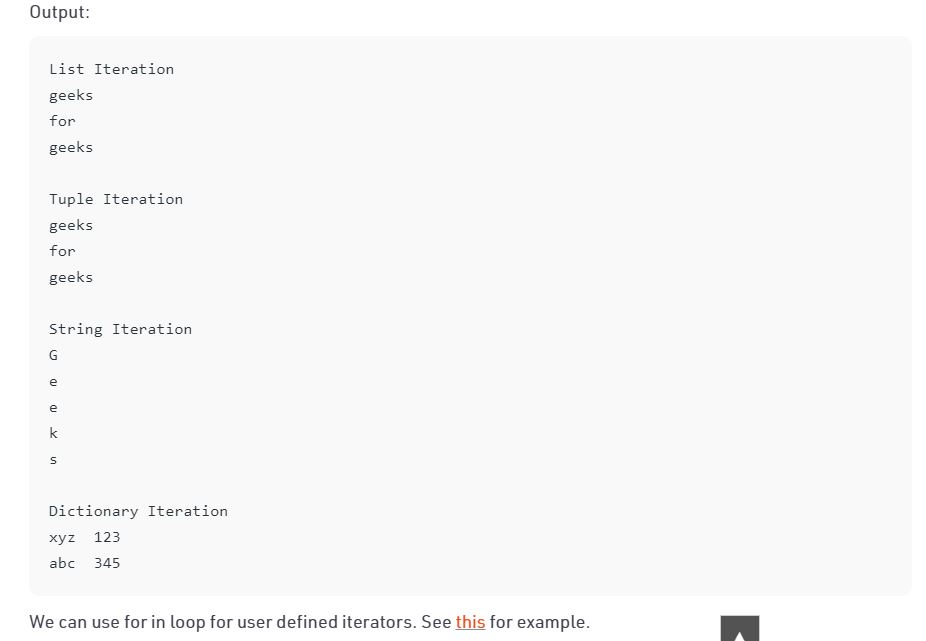 Output:
List Iteration
geeks
for
geeks
Tuple Iteration
geeks
for
geeks
String Iteration
G
e
e
k
s
Dictionary Iteration
xyz  123
abc  345
We can use for in loop for user defined iterators. See this for example.